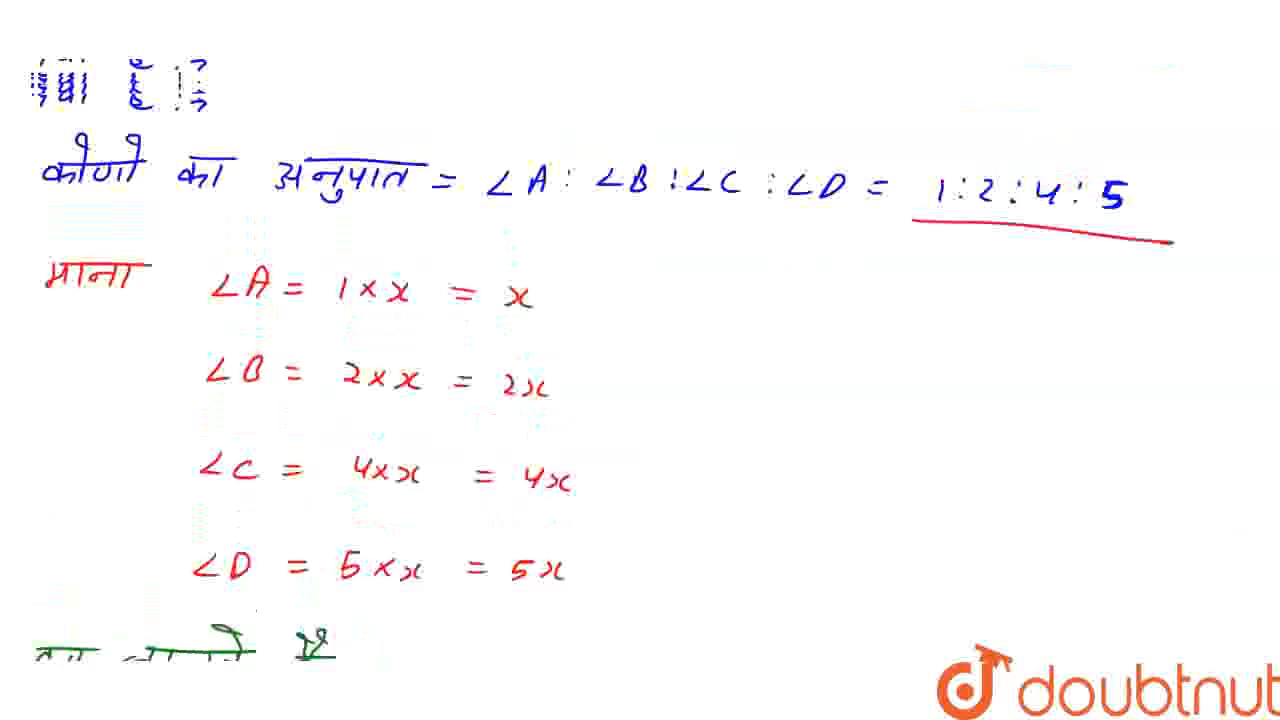 कोणों का अनुपात = ∠A : ∠B : ∠C : ∠D = 1 : 2 : 4 : 5
माना ∠A = 1 × x = x
∠B = 2 × x = 2x
∠C = 4 × x = 4x
∠D = 5 × x = 5x
doubtnut